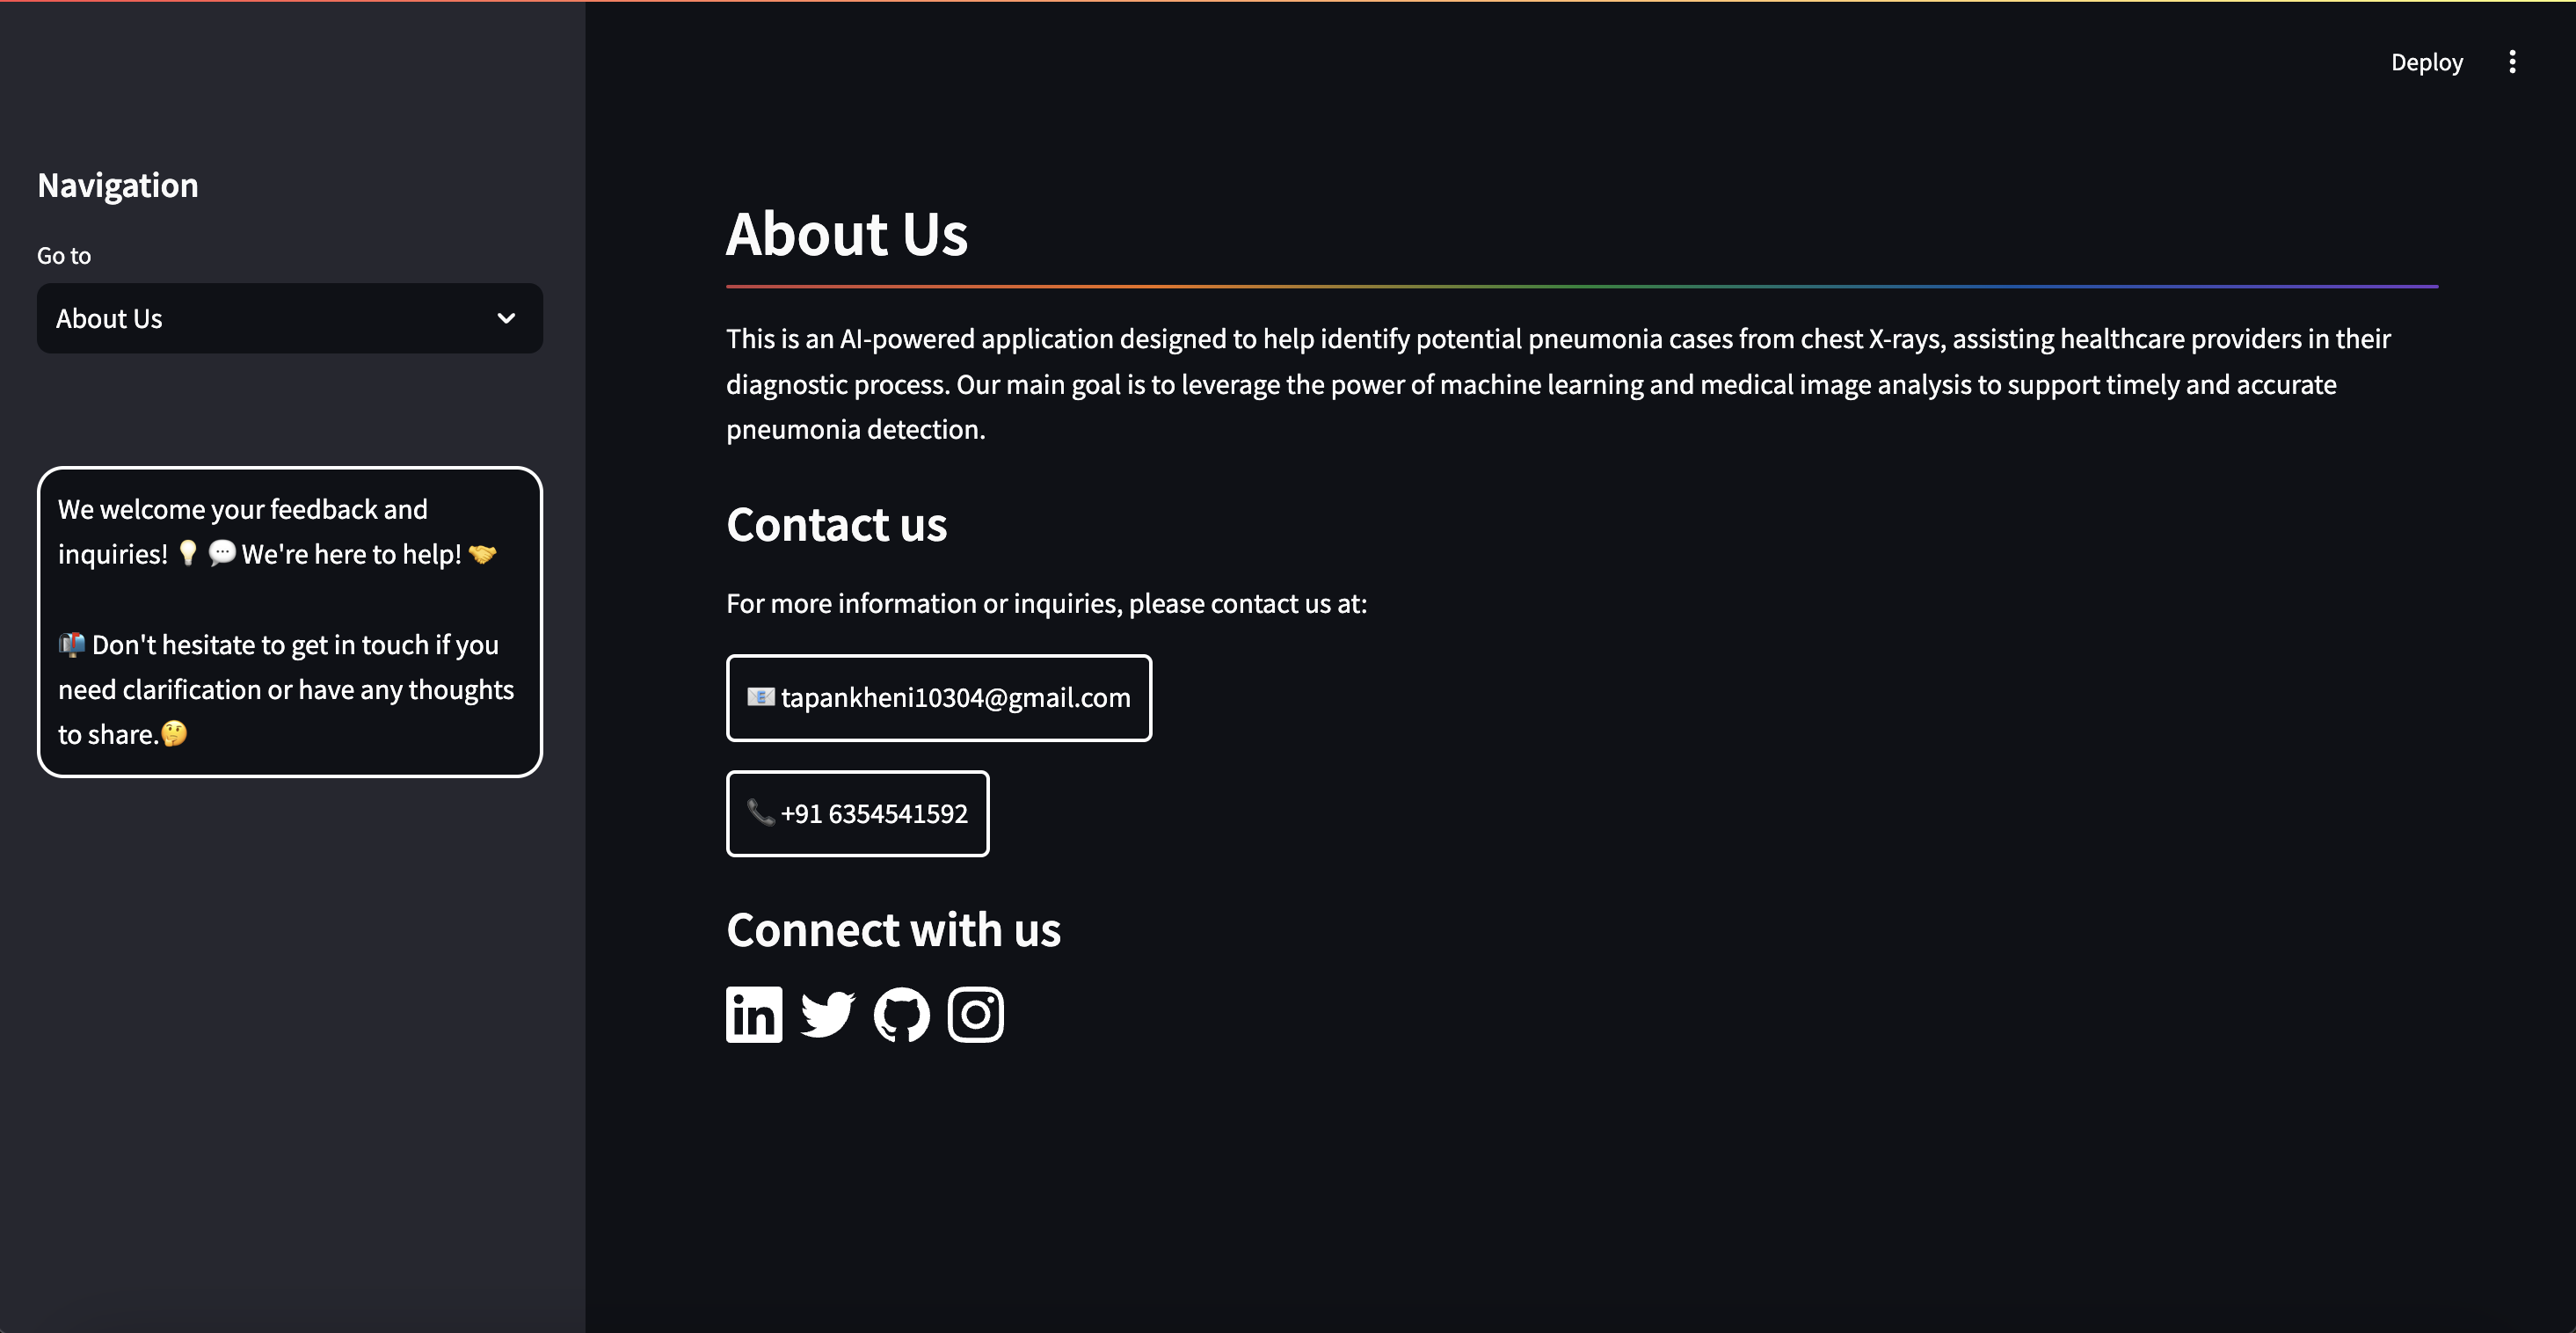 Deploy
Navigation
Go to
About Us
We welcome your feedback and
inquiries! 💡 💬 We're here to help! 🤝
📬 Don't hesitate to get in touch if you
need clarification or have any thoughts
to share.🤔
About Us
This is an AI-powered application designed to help identify potential pneumonia cases from chest X-rays, assisting healthcare providers in their
diagnostic process. Our main goal is to leverage the power of machine learning and medical image analysis to support timely and accurate
pneumonia detection.
Contact us
For more information or inquiries, please contact us at:
📧 tapankheni10304@gmail.com
📞 +91 6354541592
Connect with us
in